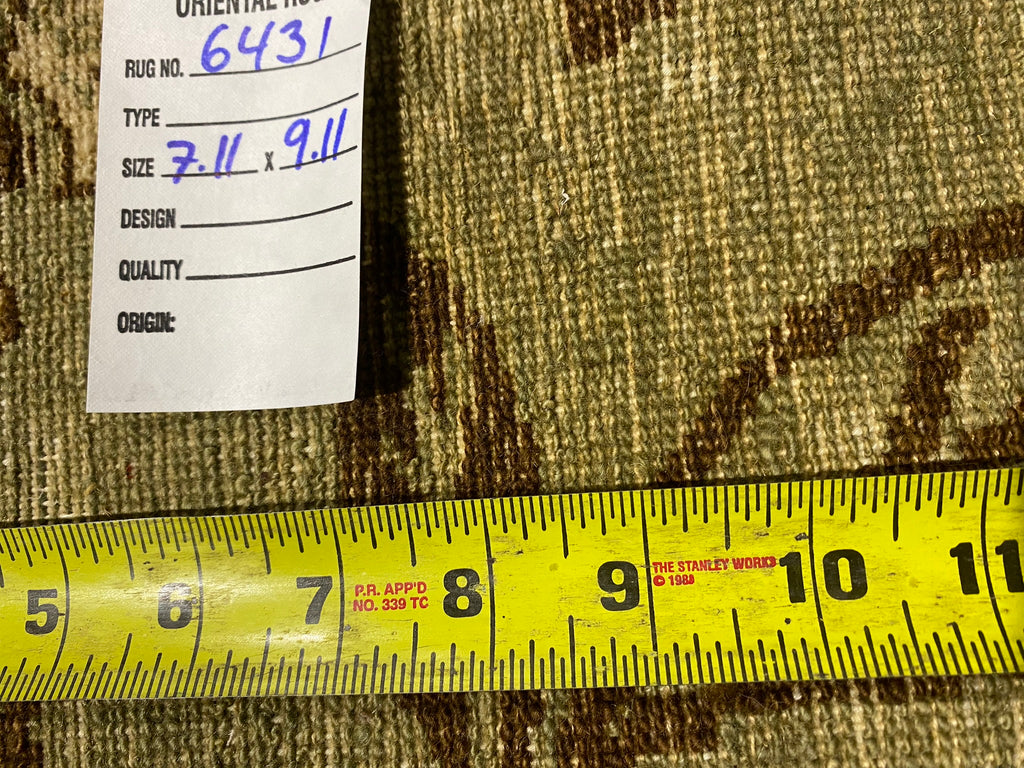 ORIENTAL
RUG NO. 6431
TYPE
SIZE 7.11 x 9.11
DESIGN
QUALITY
ORIGIN:
5 6 7 P.R. APP'D 8 9 THE STANLEY WORKS 10 11
NO. 339 TC © 1988